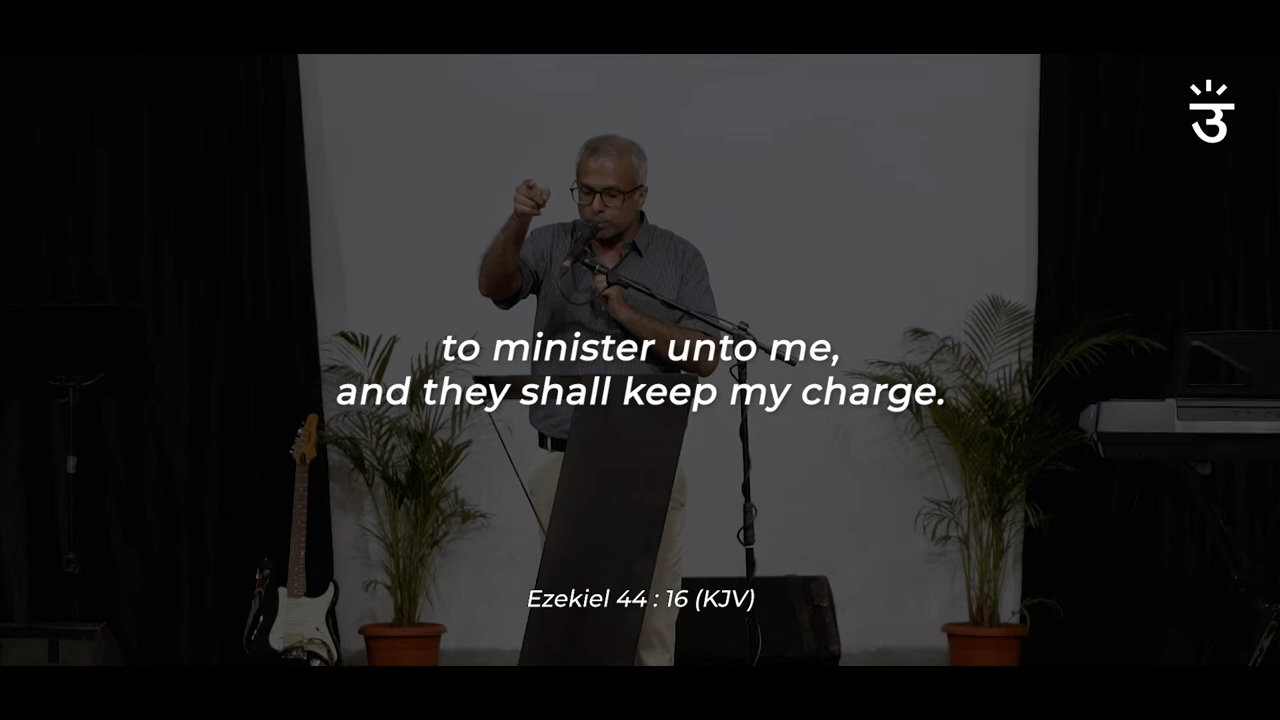 उ
to minister unto me,
and they shall keep my charge.
Ezekiel 44 : 16 (KJV)